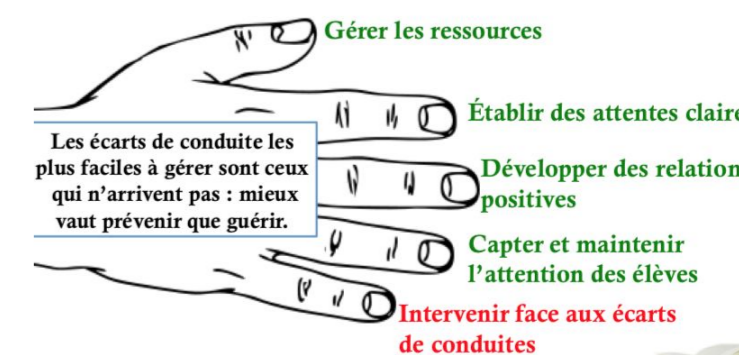 Gérer les ressources
Établir des attentes claire
Les écarts de conduite les
plus faciles à gérer sont ceux
qui n'arrivent pas : mieux
vaut prévenir que guérir.
Développer des relation
positives
Capter et maintenir
l'attention des élèves
Intervenir face aux écarts
de conduites